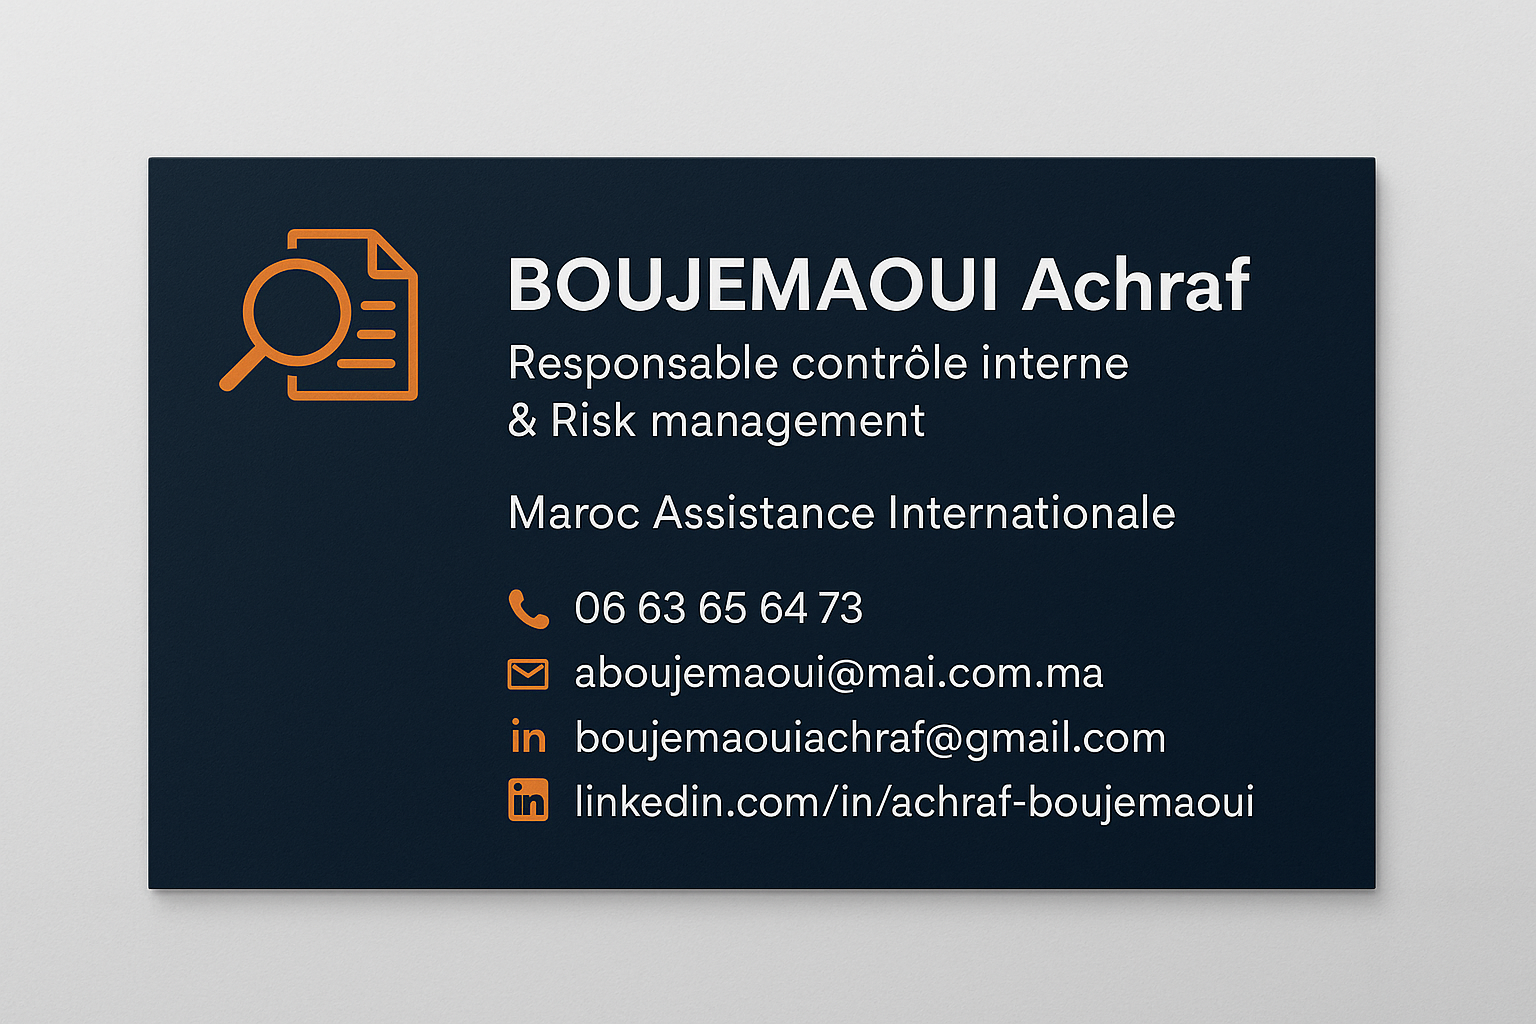 BOUJEMAOUI Achraf
Responsable contrôle interne
& Risk management
Maroc Assistance Internationale
06 63 65 64 73
aboujemaoui@mai.com.ma
in boujemaouiachraf@gmail.com
in linkedin.com/in/achraf-boujemaoui